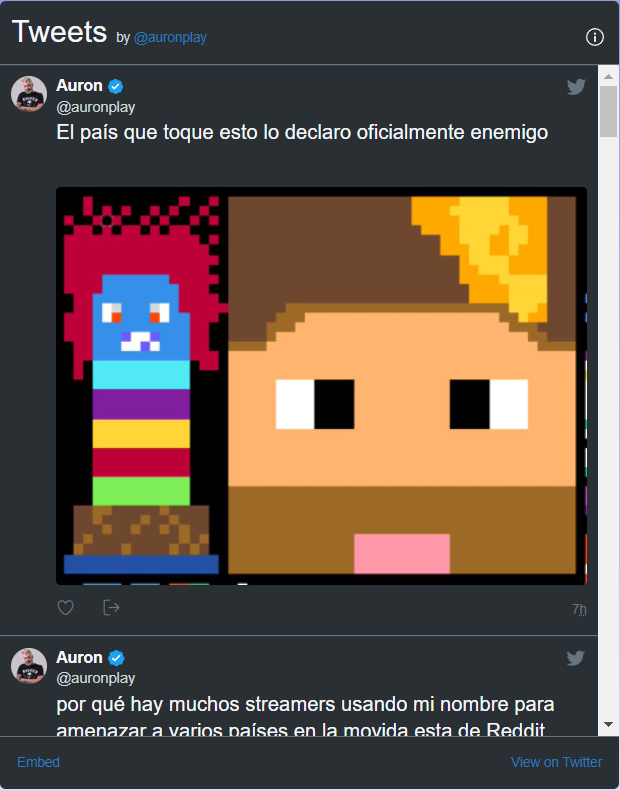 Tweets by @auronplay
Auron
@auronplay
El país que toque esto lo declaro oficialmente enemigo
7h
Auron
@auronplay
por qué hay muchos streamers usando mi nombre para
amenazar a varios países en la movida esta de Reddit
Embed View on Twitter